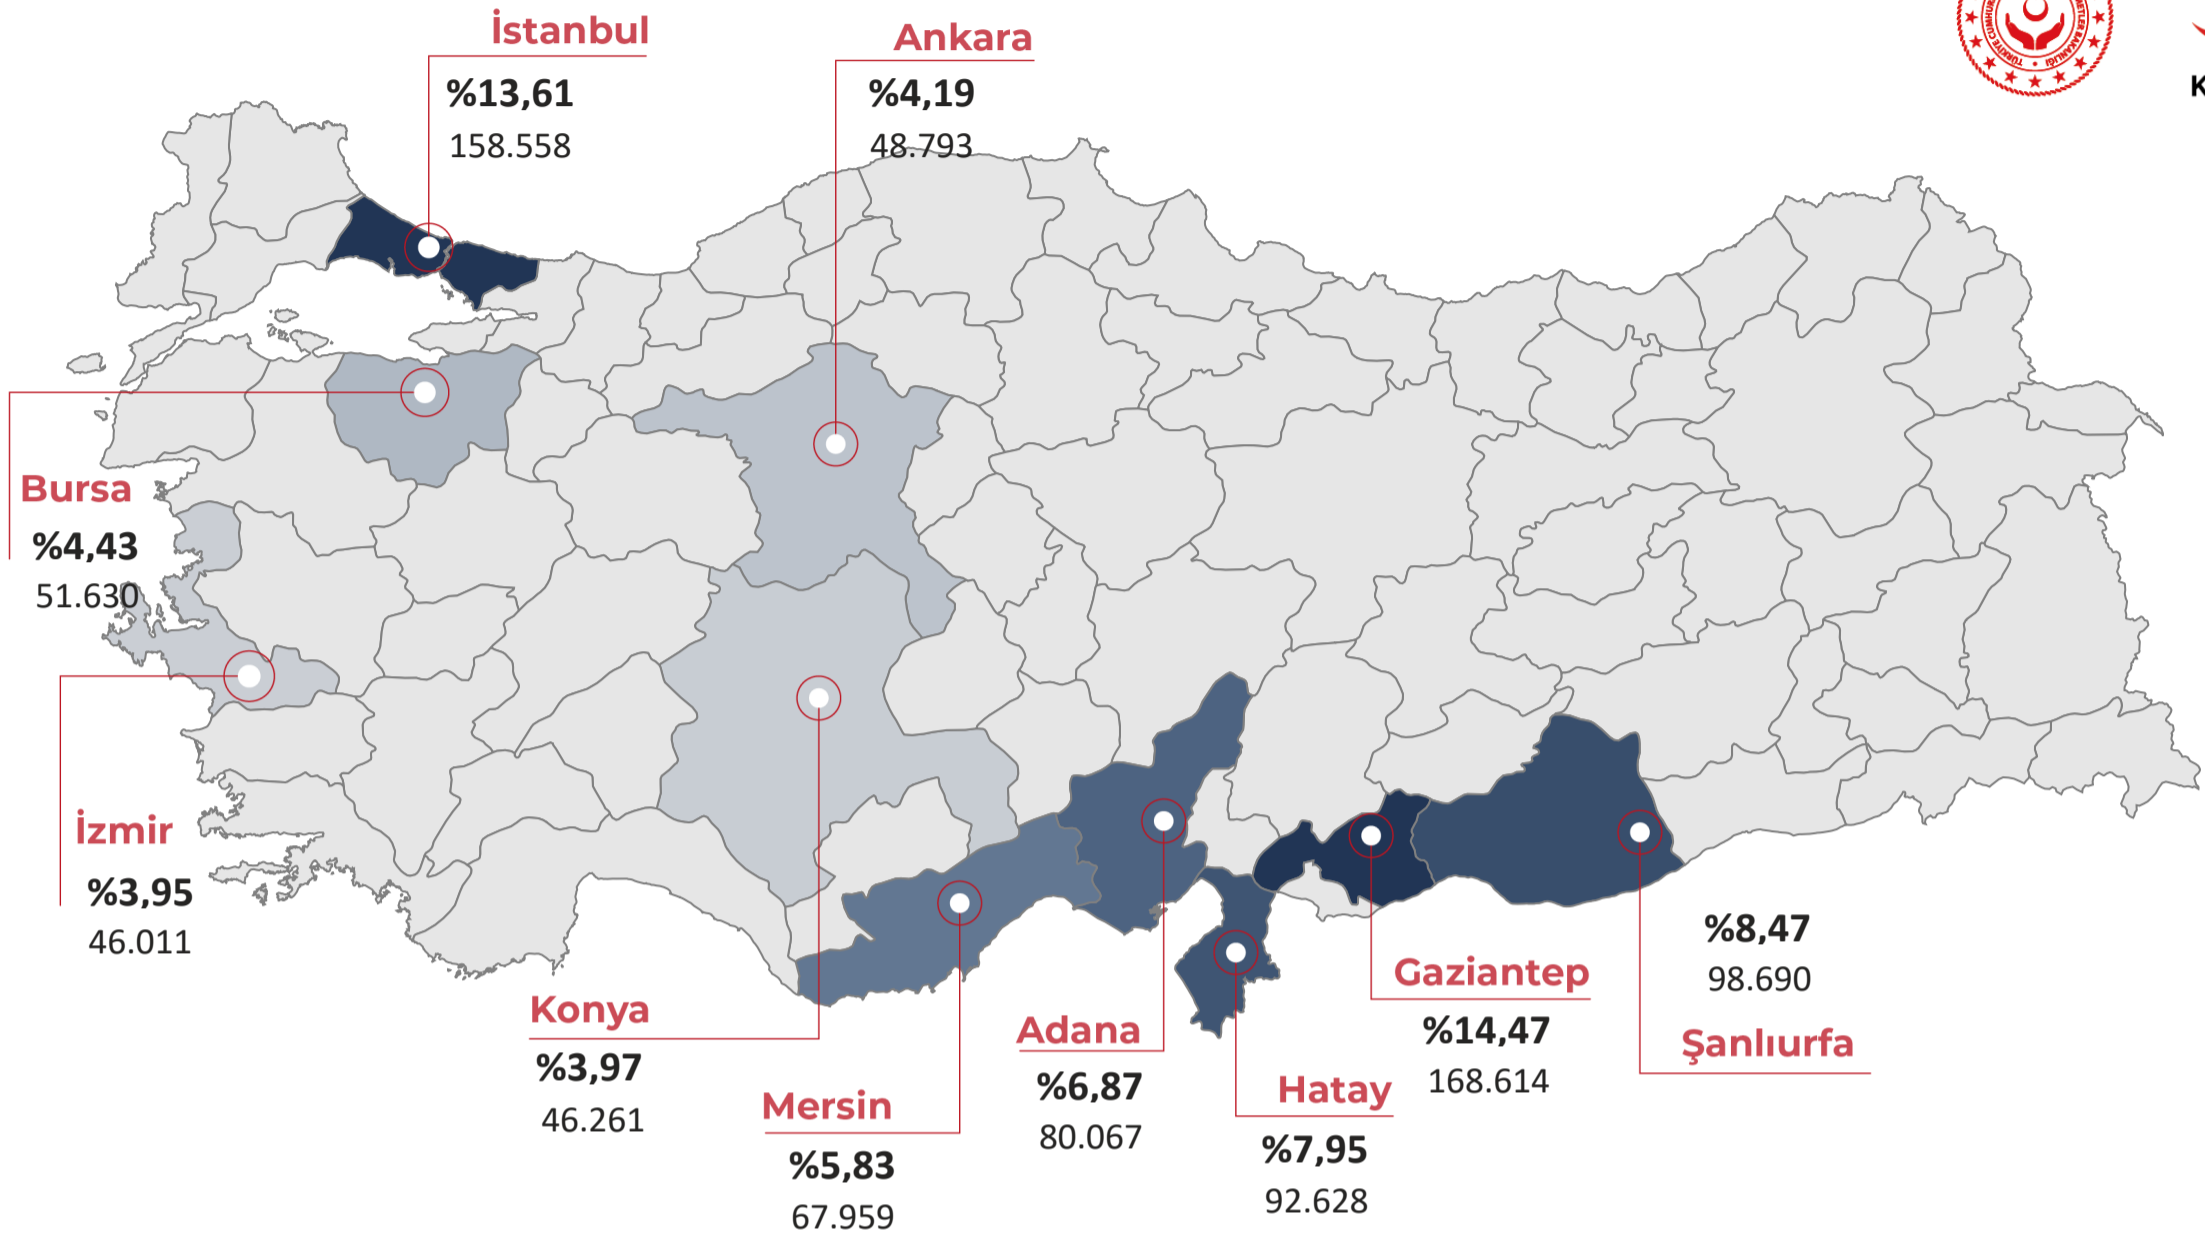 İstanbul
%13,61
158.558
Ankara
%4,19
48.793
Bursa
%4,43
51.630
İzmir
%3,95
46.011
Konya
%3,97
46.261
Mersin
%5,83
67.959
Adana
%6,87
80.067
Hatay
%7,95
92.628
Gaziantep
%14,47
168.614
%8,47
98.690
Şanlıurfa
K